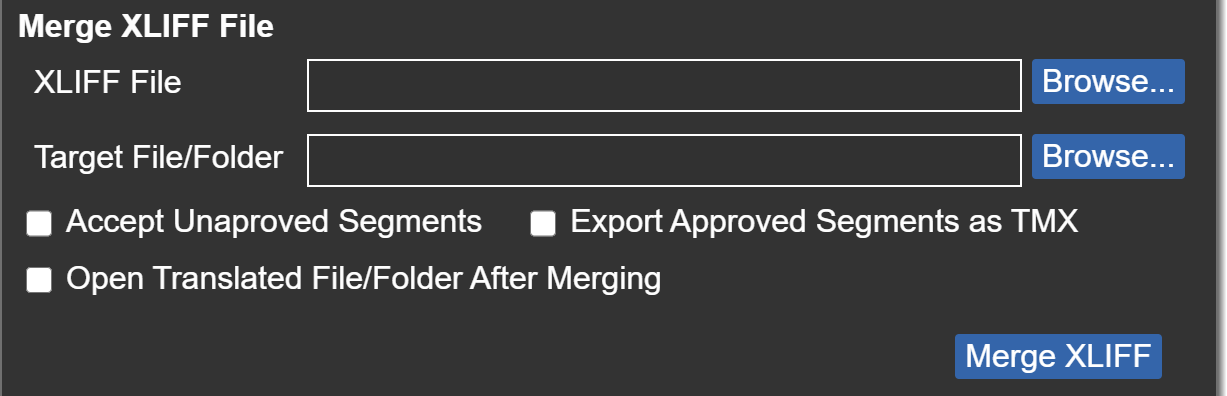 Merge XLIFF File
XLIFF File Browse...
Target File/Folder Browse...
Accept Unaproved Segments Export Approved Segments as TMX
Open Translated File/Folder After Merging
Merge XLIFF